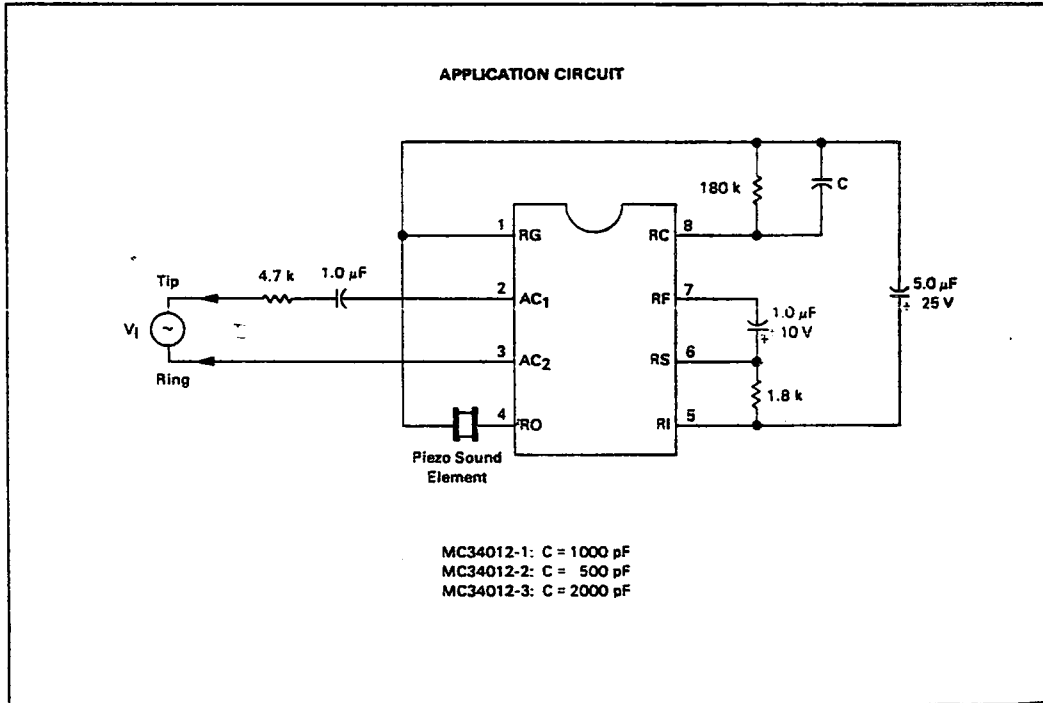 APPLICATION CIRCUIT
180 k
C
1
RG
RC
8
Tip
4.7 k
1.0 μF
2
AC1
RF
7
5.0 μF
25 V
+
VI
~
1.0 μF
10 V
+
3
AC2
RS
6
Ring
1.8 k
4
RO
RI
5
Piezo Sound
Element
MC34012-1: C = 1000 pF
MC34012-2: C = 500 pF
MC34012-3: C = 2000 pF